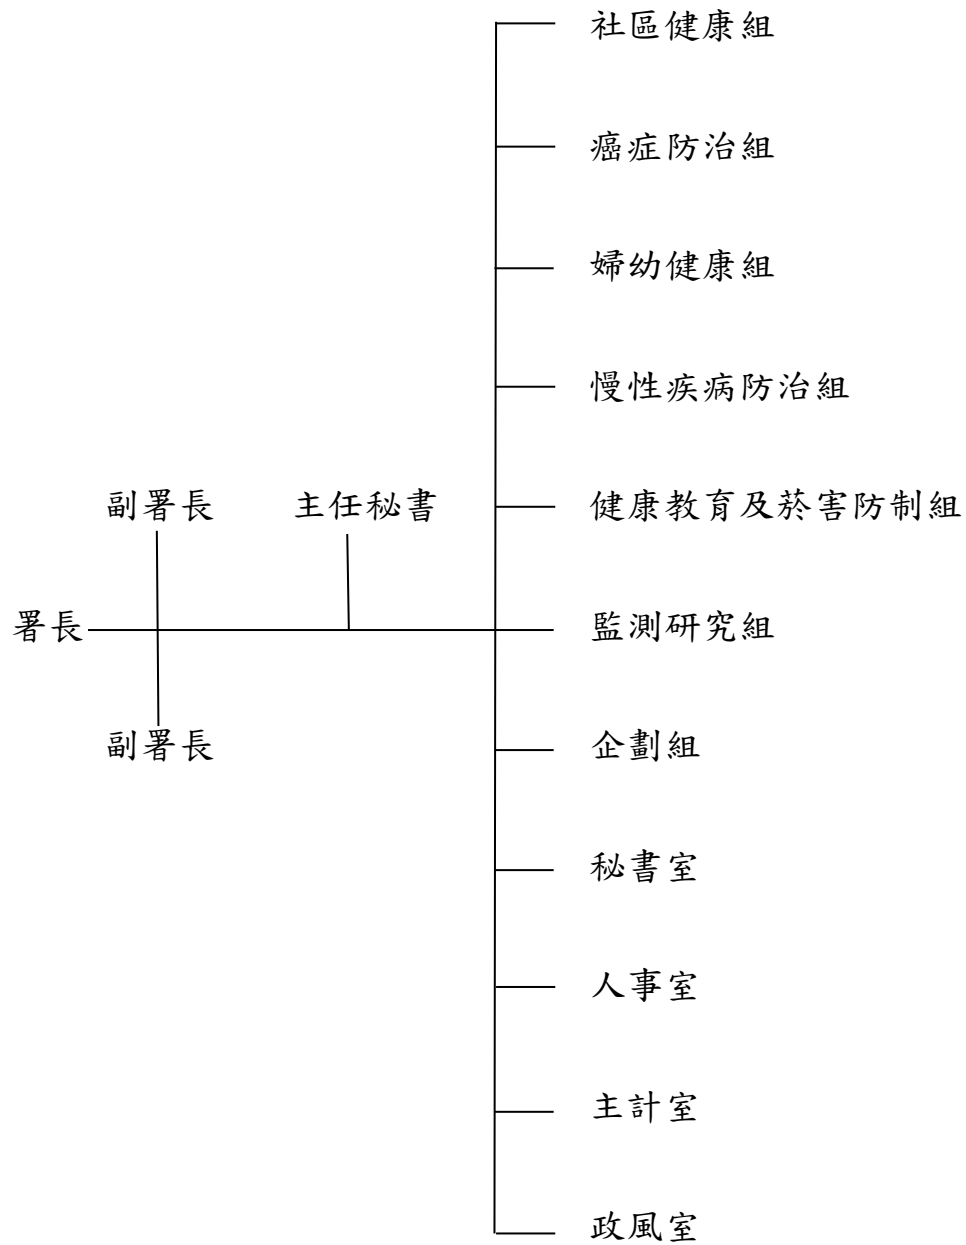 社區健康組
癌症防治組
婦幼健康組
慢性疾病防治組
副署長
主任秘書
健康教育及菸害防制組
署長
監測研究組
副署長
企劃組
秘書室
人事室
主計室
政風室